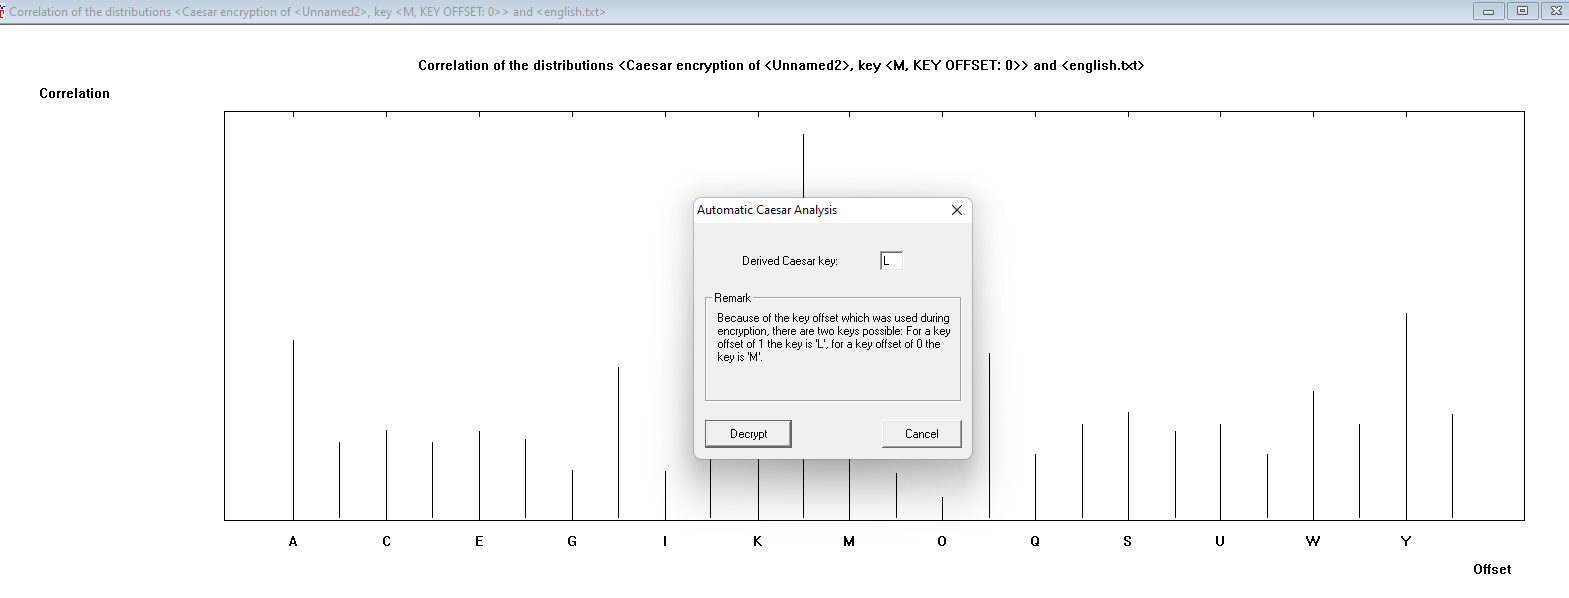 Correlation of the distributions <Caesar encryption of <Unnamed2>, key <M, KEY OFFSET: 0>> and <english.txt>
Correlation of the distributions <Caesar encryption of <Unnamed2>, key <M, KEY OFFSET: 0>> and <english.txt>
Correlation
Automatic Caesar Analysis
Derived Caesar key: L
Remark
Because of the key offset which was used during
encryption, there are two keys possible: For a key
offset of 1 the key is 'L', for a key offset of 0 the
key is 'M'.
Decrypt Cancel
A C E G I K M O Q S U W Y
Offset